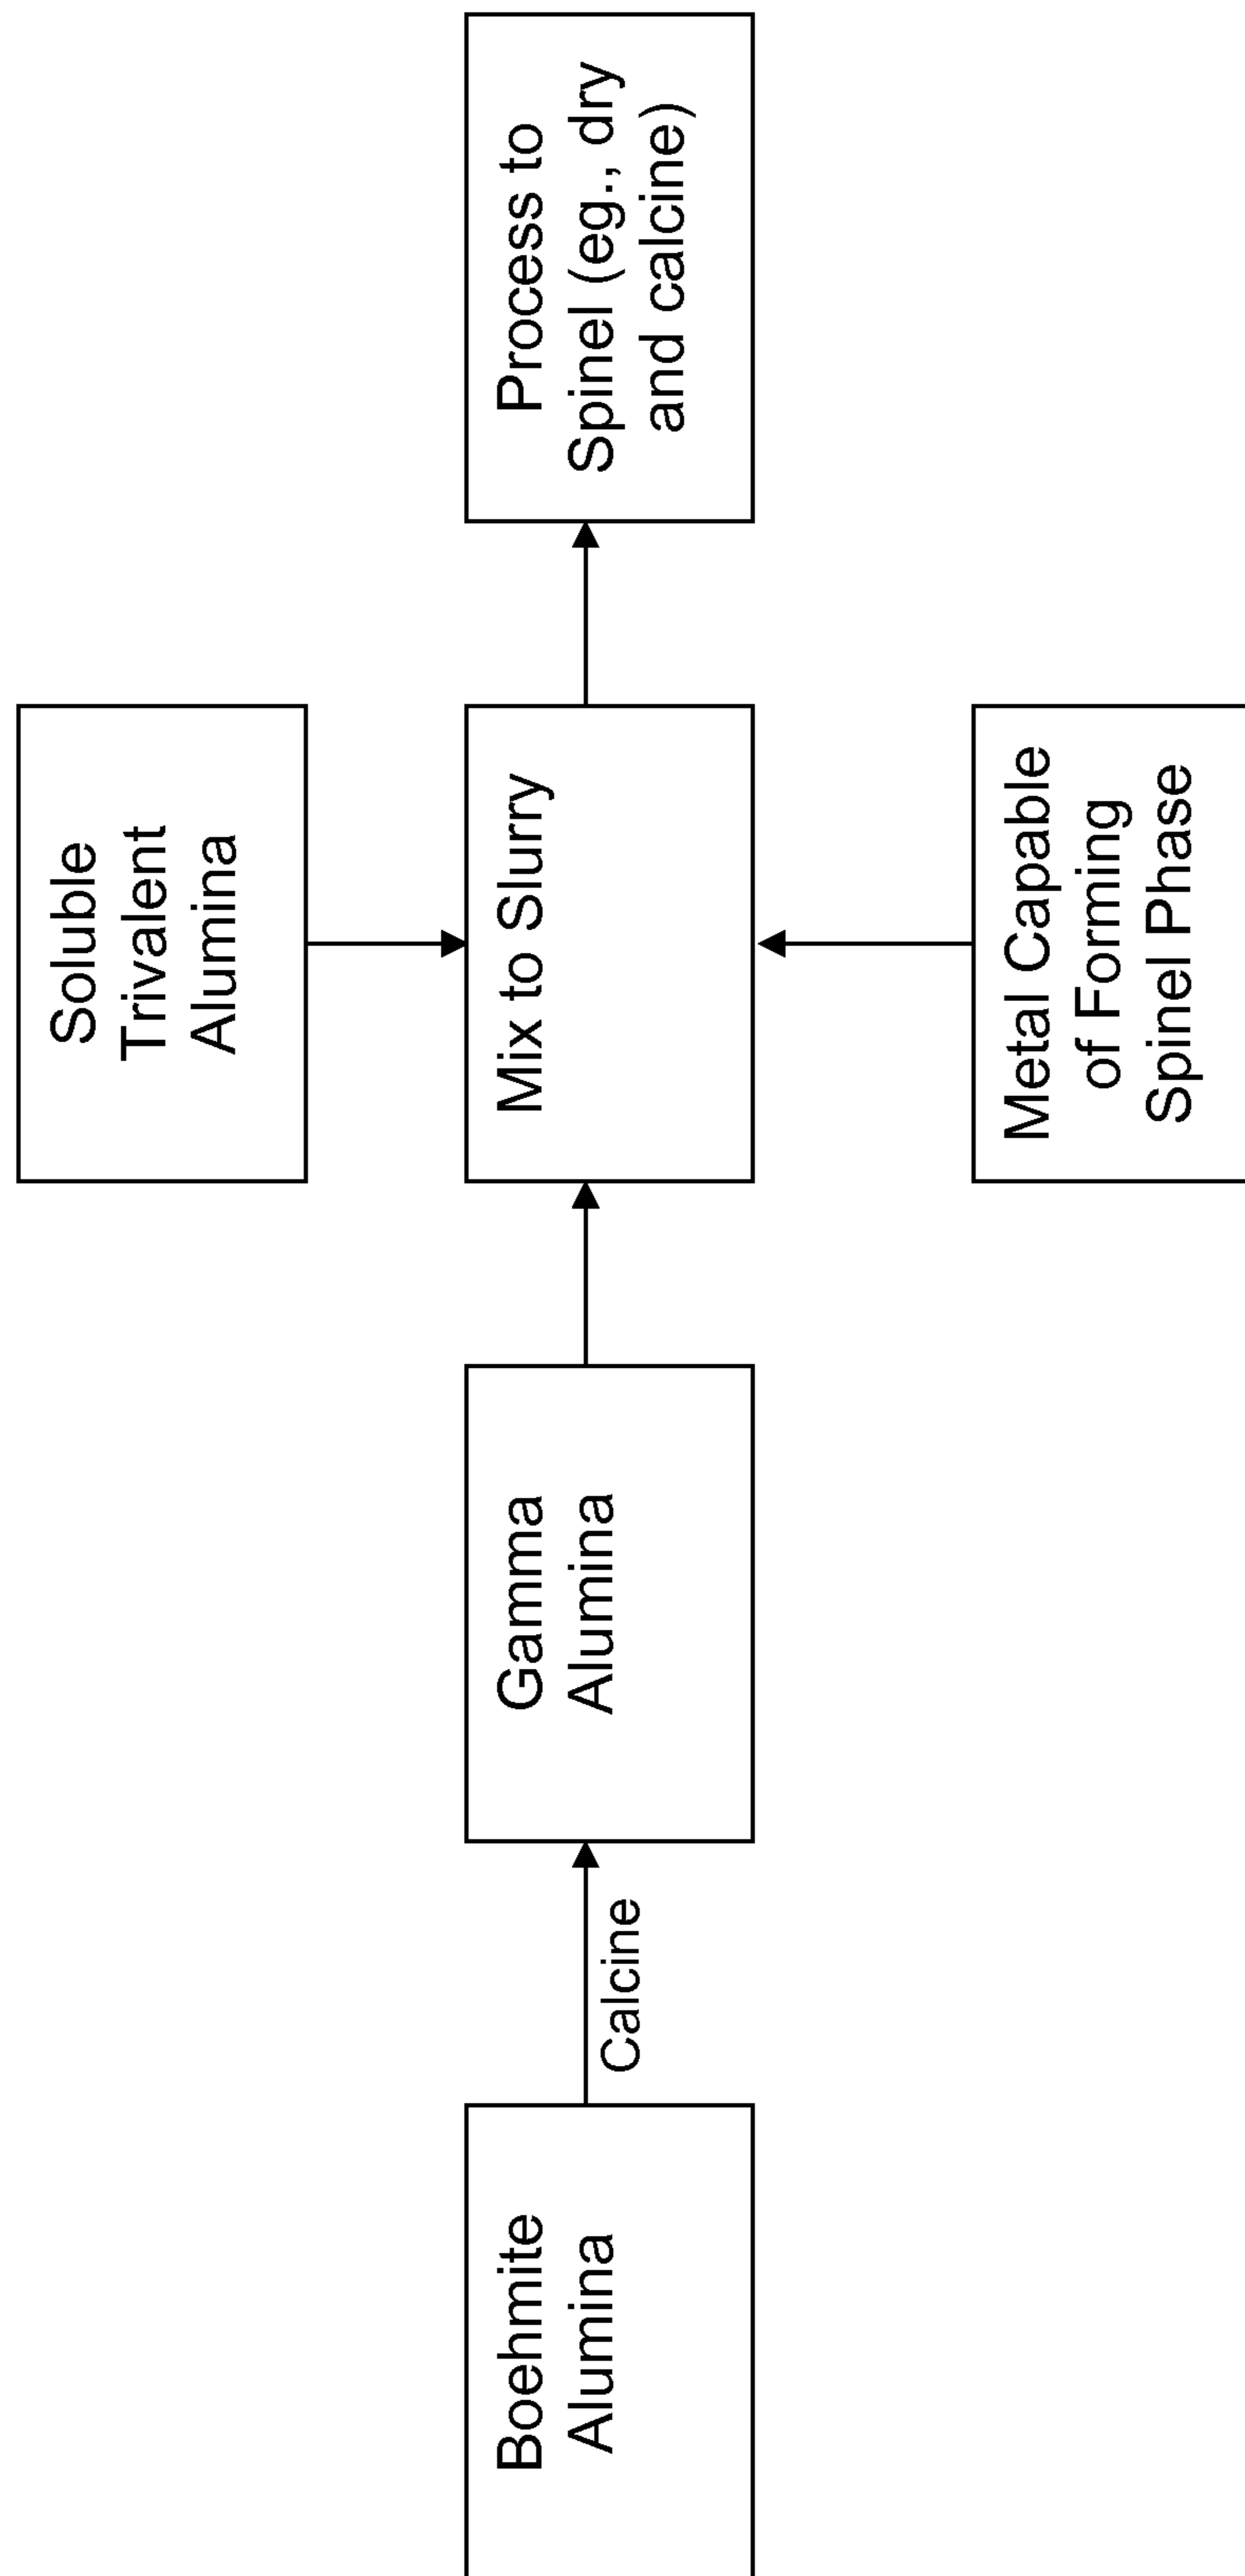 Boehmite
Alumina
Calcine
Gamma
Alumina
Soluble
Trivalent
Alumina
Mix to Slurry
Metal Capable
of Forming
Spinel Phase
Process to
Spinel (eg., dry
and calcine)